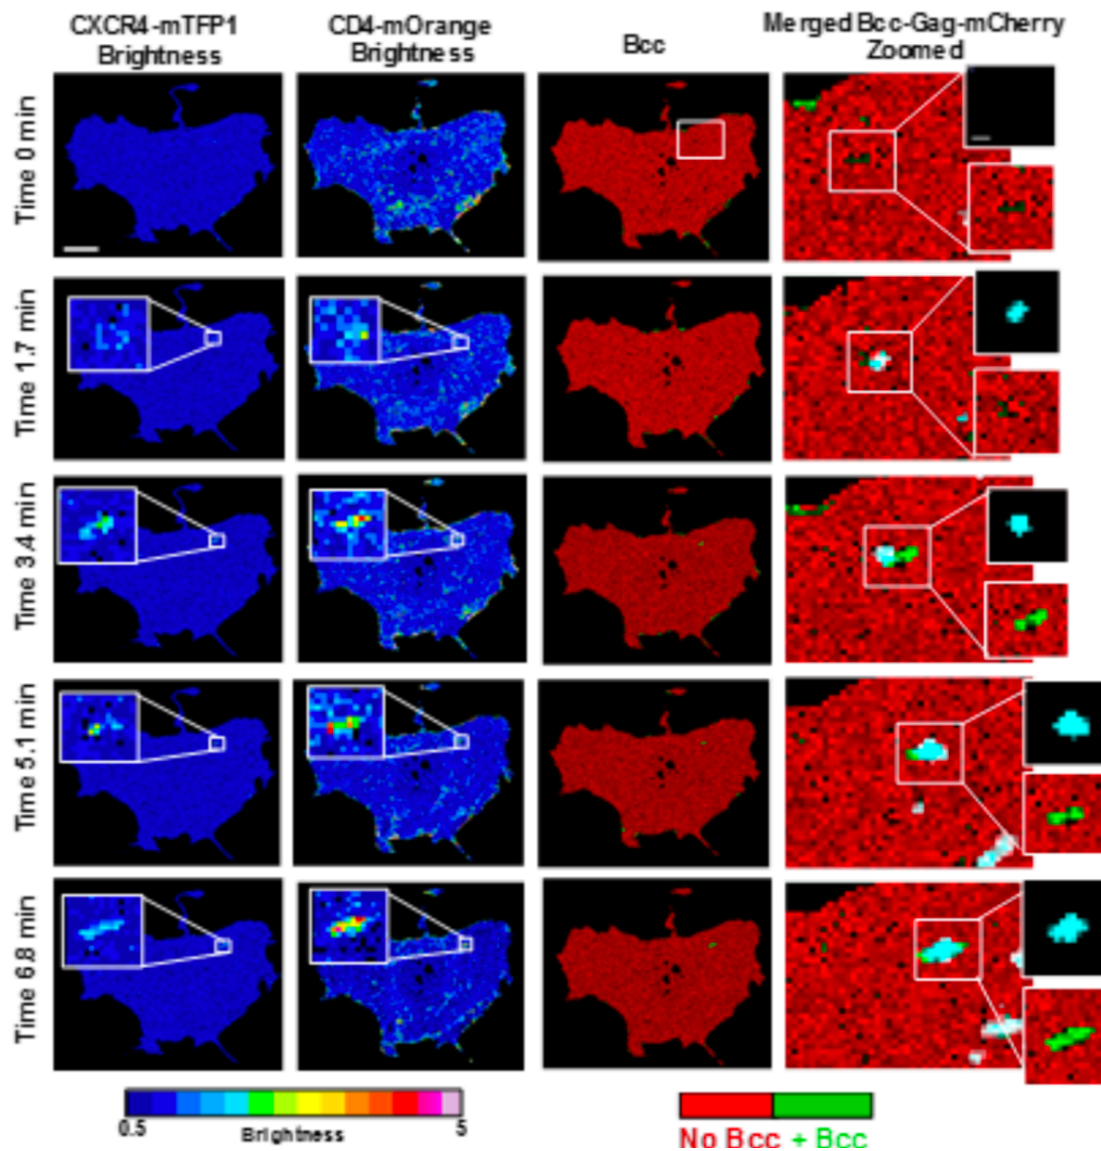 CXCR4-mTFP1
Brightness
CD4-mOrange
Brightness
Bcc
Merged Bcc-Gag-mCherry
Zoomed
Time 0 min
Time 1.7 min
Time 3.4 min
Time 5.1 min
Time 6.8 min
0.5
Brightness
5
No Bcc + Bcc